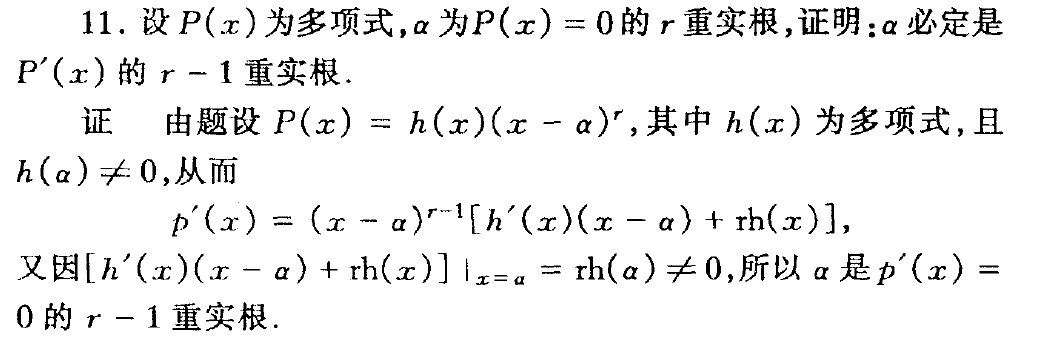 11. 设 P(x) 为多项式, α 为P(x) = 0的 r 重实根, 证明: α 必定是
P′(x) 的 r − 1 重实根.
证 由题设 P(x) = h(x)(x − α)^r, 其中 h(x) 为多项式, 且
h(α) ≠ 0, 从而
p′(x) = (x − α)^{r−1}[h′(x)(x − α) + rh(x)],
又因[h′(x)(x − α) + rh(x)] |_{x=α} = rh(α) ≠ 0, 所以 α 是 p′(x) =
0 的 r − 1 重实根.